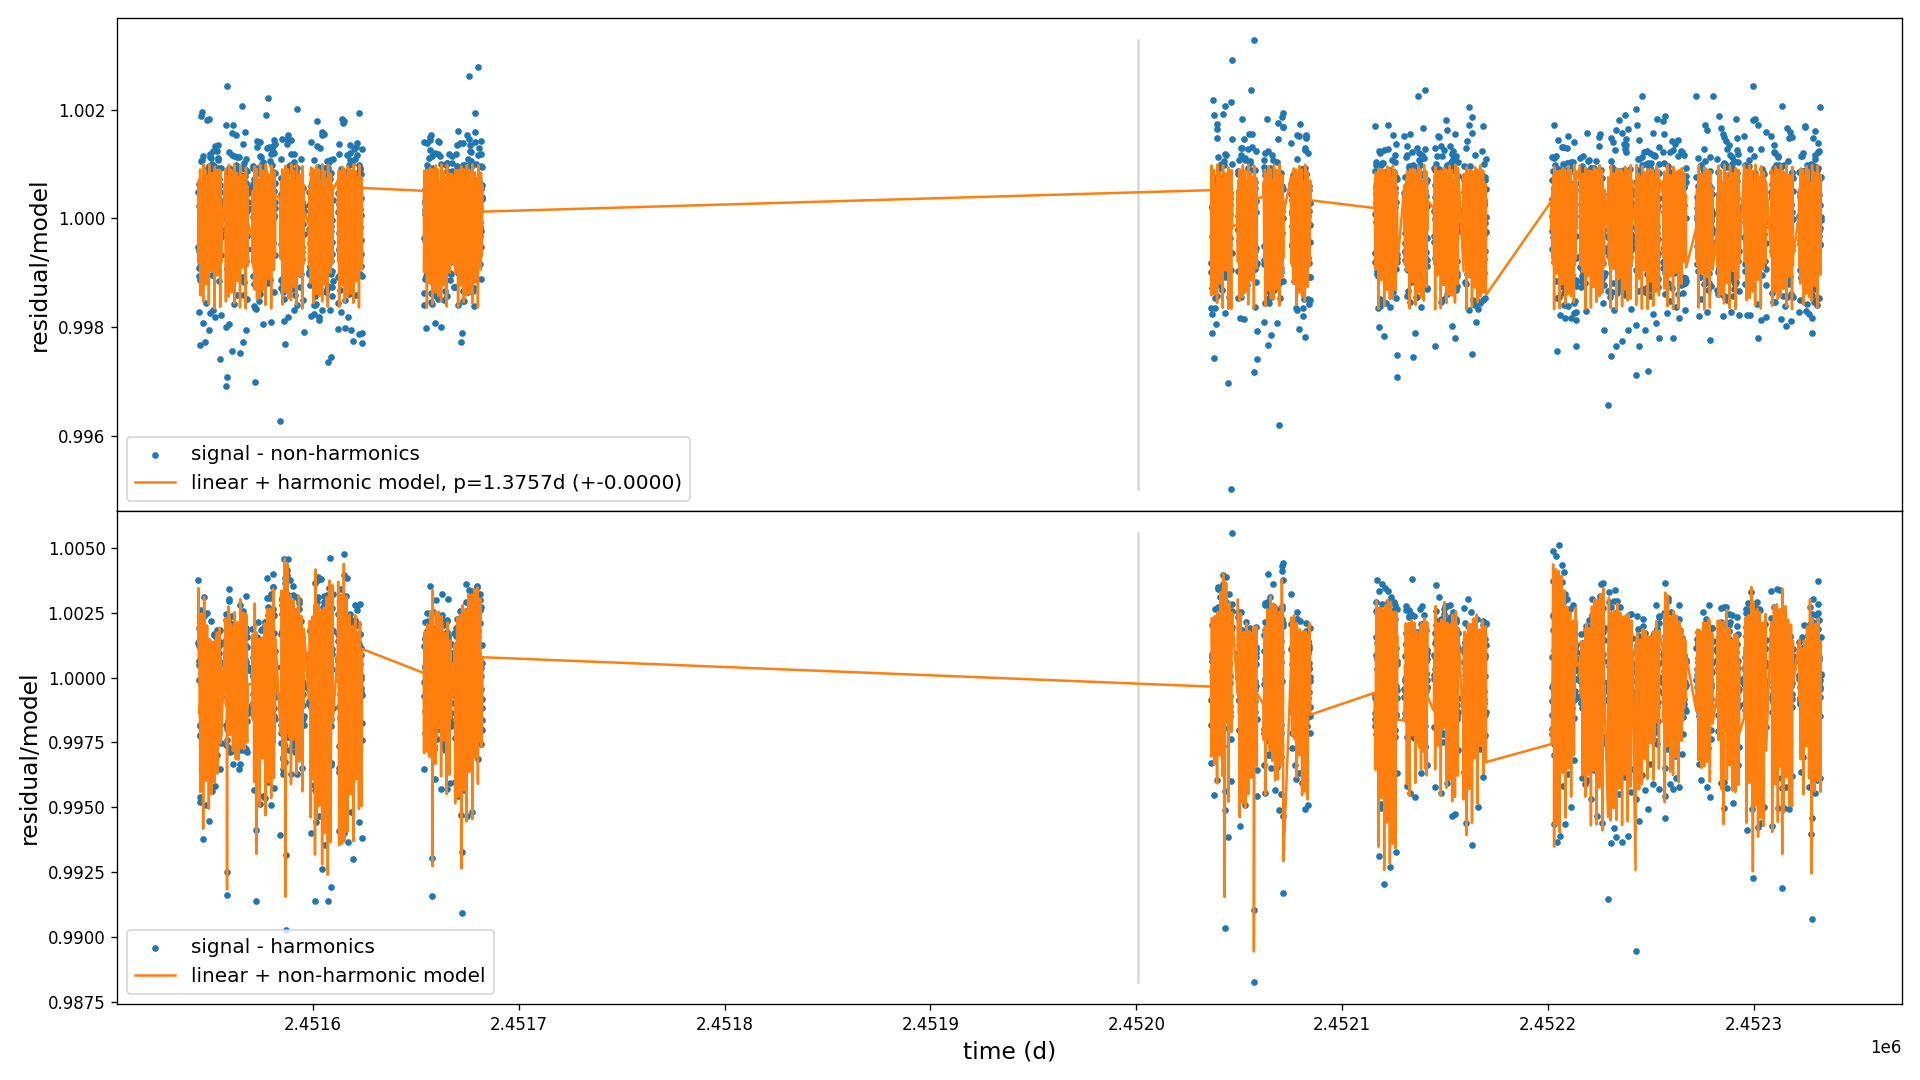 residual/model
1.002
1.000
0.998
0.996
signal - non-harmonics
linear + harmonic model, p=1.3757d (+-0.0000)
residual/model
1.0050
1.0025
1.0000
0.9975
0.9950
0.9925
0.9900
0.9875
signal - harmonics
linear + non-harmonic model
2.4516 2.4517 2.4518 2.4519 2.4520 2.4521 2.4522 2.4523
time (d)
1e6